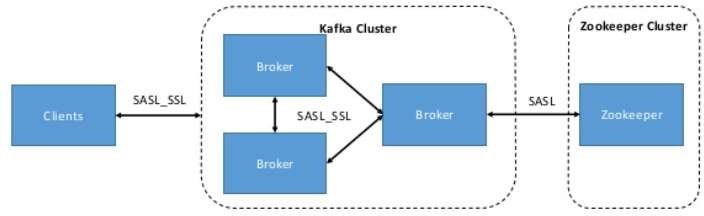 Kafka Cluster
Zookeeper Cluster
Broker
SASL_SSL
Clients
SASL_SSL
Broker
SASL
Zookeeper
Broker